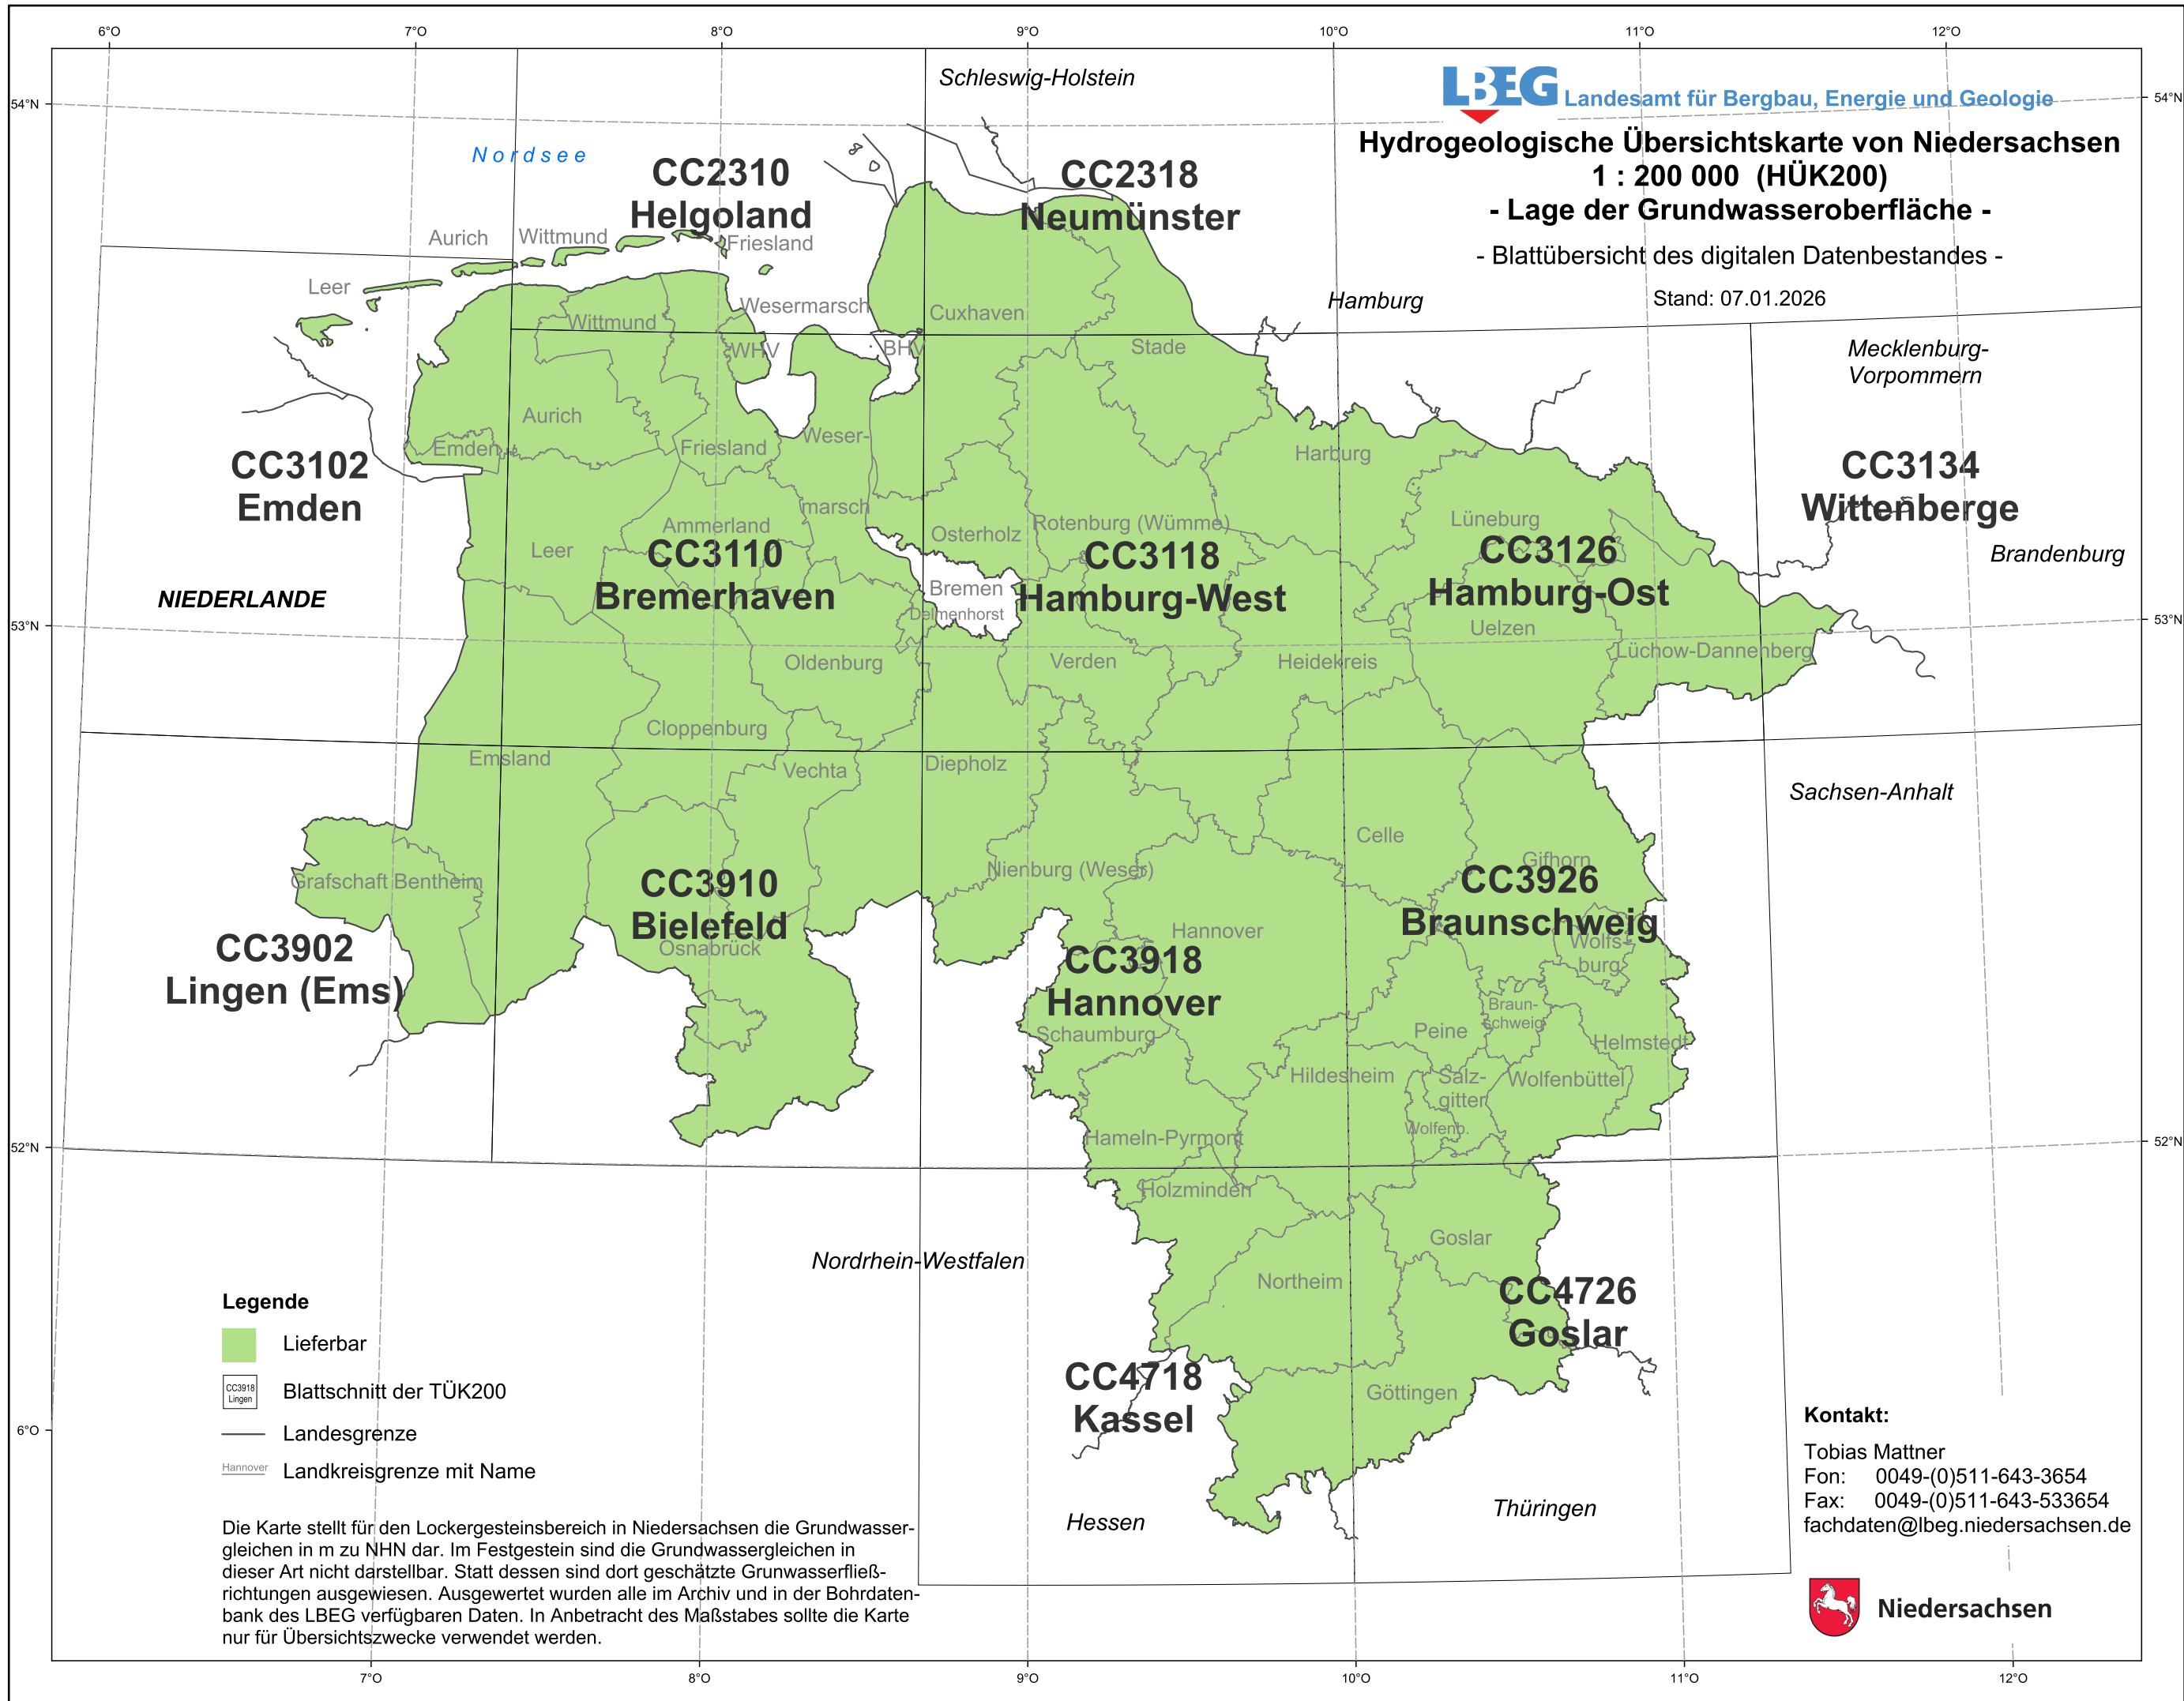 6°O 7°O 8°O 9°O 10°O 11°O 12°O
54°N
54°N
53°N
53°N
52°N
52°N
6°O
7°O 8°O 9°O 10°O 11°O 12°O
LBEG Landesamt für Bergbau, Energie und Geologie
Hydrogeologische Übersichtskarte von Niedersachsen
1 : 200 000 (HÜK200)
- Lage der Grundwasseroberfläche -
- Blattübersicht des digitalen Datenbestandes -
Stand: 07.01.2026
Schleswig-Holstein
Nordsee
CC2310
Helgoland
CC2318
Neumünster
Aurich
Wittmund
Friesland
Leer
Wesermarsch
Cuxhaven
Hamburg
Wittmund
WHV
BHV
Stade
Mecklenburg-
Vorpommern
Aurich
Emden
Friesland
Weser-
marsch
Harburg
CC3102
Emden
CC3134
Wittenberge
Brandenburg
Ammerland
Leer
Osterholz
Rotenburg (Wümme)
Lüneburg
CC3110
Bremerhaven
CC3118
Hamburg-West
CC3126
Hamburg-Ost
Bremen
Delmenhorst
NIEDERLANDE
Uelzen
Oldenburg
Verden
Heidekreis
Lüchow-Dannenberg
Cloppenburg
Emsland
Vechta
Diepholz
Sachsen-Anhalt
Celle
Gifhorn
Grafschaft Bentheim
Nienburg (Weser)
CC3910
Bielefeld
CC3926
Braunschweig
Osnabrück
Hannover
Wolfs-
burg
CC3902
Lingen (Ems)
CC3918
Hannover
Braun-
schweig
Schaumburg
Peine
Helmstedt
Hildesheim
Salz-
gitter
Wolfenbüttel
Wolfenb.
Hameln-Pyrmont
Holzminden
Goslar
Nordrhein-Westfalen
Northeim
CC4726
Goslar
CC4718
Kassel
Göttingen
Hessen
Thüringen
Legende
Lieferbar
CC3918
Lingen
Blattschnitt der TÜK200
Landesgrenze
Hannover
Landkreisgrenze mit Name
Die Karte stellt für den Lockergesteinsbereich in Niedersachsen die Grundwasser-
gleichen in m zu NHN dar. Im Festgestein sind die Grundwassergleichen in
dieser Art nicht darstellbar. Statt dessen sind dort geschätzte Grunwasserfließ-
richtungen ausgewiesen. Ausgewertet wurden alle im Archiv und in der Bohrdaten-
bank des LBEG verfügbaren Daten. In Anbetracht des Maßstabes sollte die Karte
nur für Übersichtszwecke verwendet werden.
Kontakt:
Tobias Mattner
Fon: 0049-(0)511-643-3654
Fax: 0049-(0)511-643-533654
fachdaten@lbeg.niedersachsen.de
Niedersachsen